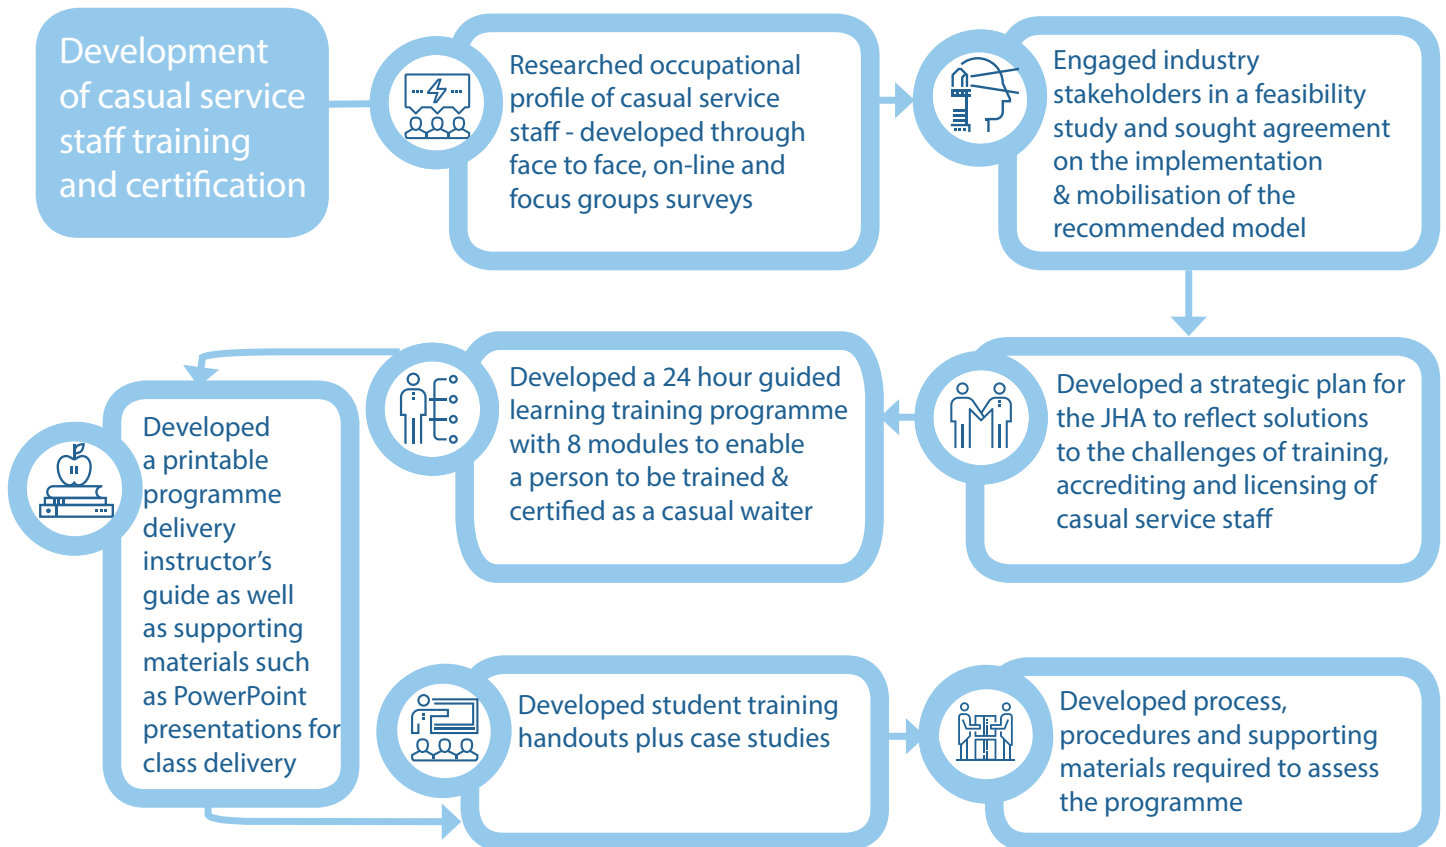 Development
of casual service
staff training
and certification
Researched occupational
profile of casual service
staff - developed through
face to face, on-line and
focus groups surveys
Engaged industry
stakeholders in a feasibility
study and sought agreement
on the implementation
& mobilisation of the
recommended model
Developed a strategic plan for
the JHA to reflect solutions
to the challenges of training,
accrediting and licensing of
casual service staff
Developed a 24 hour guided
learning training programme
with 8 modules to enable
a person to be trained &
certified as a casual waiter
Developed
a printable
programme
delivery
instructor’s
guide as well
as supporting
materials such
as PowerPoint
presentations for
class delivery
Developed student training
handouts plus case studies
Developed process,
procedures and supporting
materials required to assess
the programme